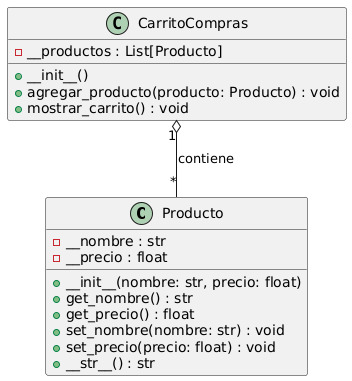 C CarritoCompras
__productos : List[Producto]
__init__()
agregar_producto(producto: Producto) : void
mostrar_carrito() : void
1
contiene
*
C Producto
__nombre : str
__precio : float
__init__(nombre: str, precio: float)
get_nombre() : str
get_precio() : float
set_nombre(nombre: str) : void
set_precio(precio: float) : void
__str__() : str